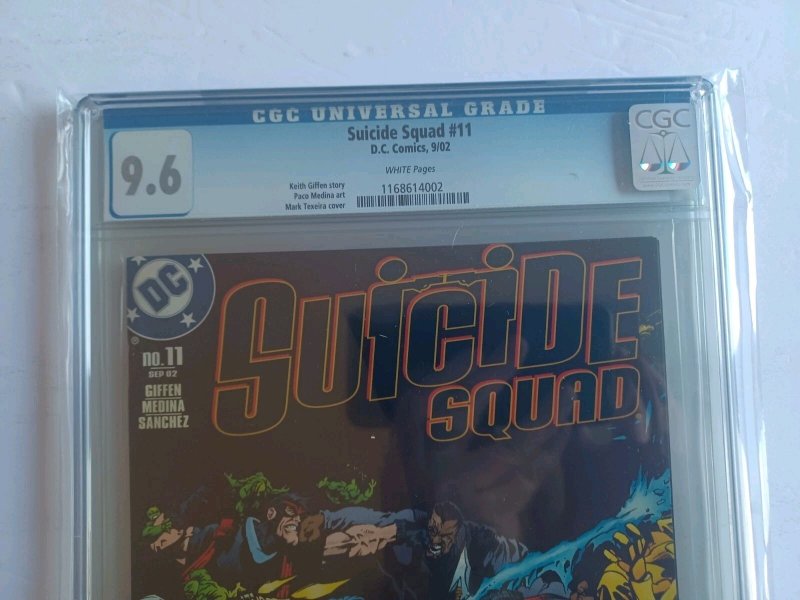 CGC UNIVERSAL GRADE
9.6
Suicide Squad #11
D.C. Comics, 9/02
WHITE Pages
Keith Giffen story
Paco Medina art
Mark Texeira cover
1168614002
CGC
DC
no.11
SEP 02
GIFFEN
MEDINA
SANCHEZ
SUiCiDE
SQUAD